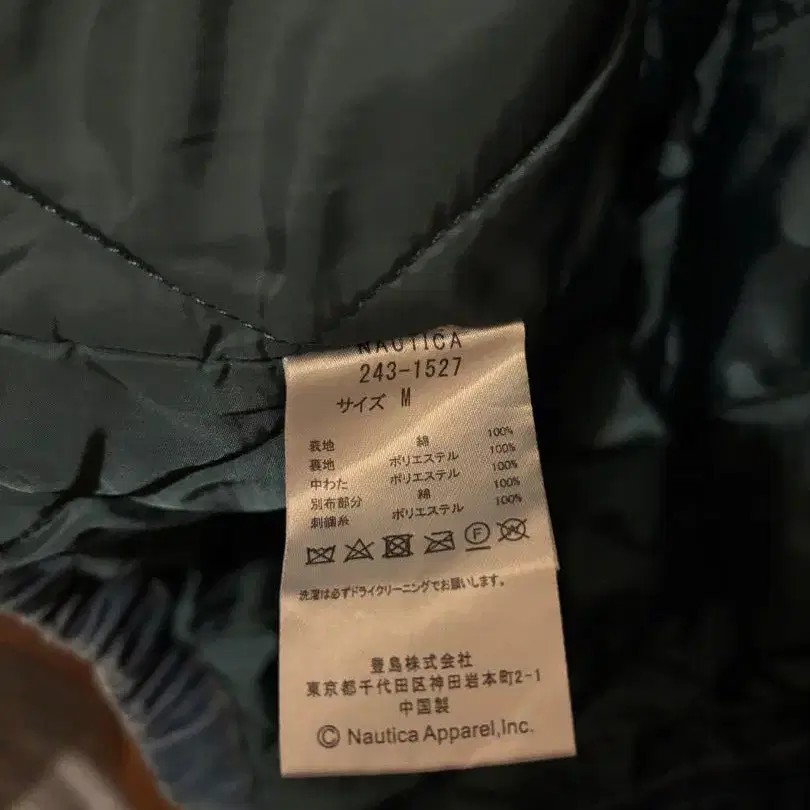 NAUTICA
243-1527
サイズ M
表地 綿 100%
裏地 ポリエステル 100%
中わた ポリエステル 100%
別布部分 綿 100%
刺繍糸 ポリエステル 100%
F W
洗濯は必ずドライクリーニングでお願いします。
豊島株式会社
東京都千代田区神田岩本町2-1
中国製
© Nautica Apparel,Inc.